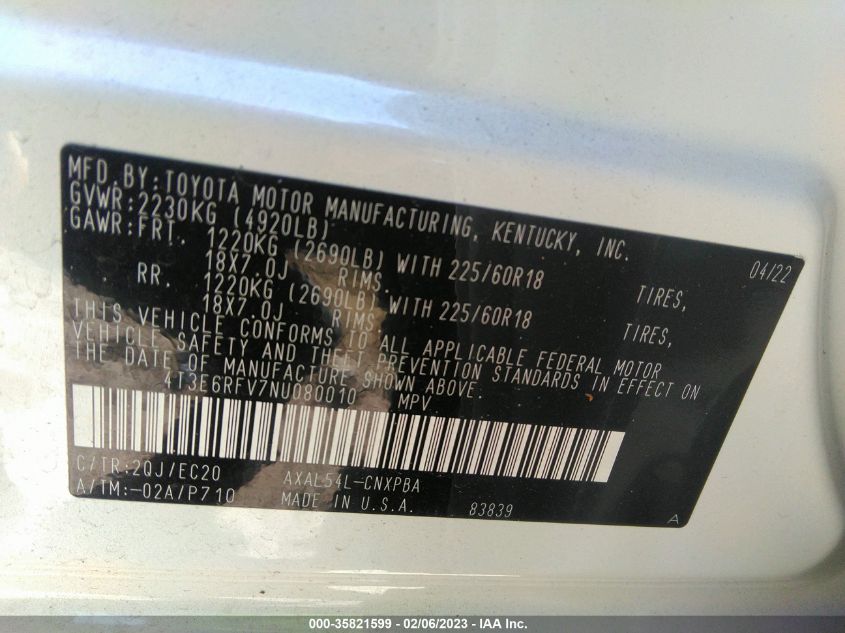 MFD. BY: TOYOTA MOTOR MANUFACTURING, KENTUCKY, INC. 04/22
GVWR: 2230KG (4920LB)
GAWR: FRT. 1220KG (2690LB) WITH 225/60R18 TIRES,
18X7.0J RIMS.
RR. 1220KG (2690LB) WITH 225/60R18 TIRES,
18X7.0J RIMS.
THIS VEHICLE CONFORMS TO ALL APPLICABLE FEDERAL MOTOR
VEHICLE SAFETY AND THEFT PREVENTION STANDARDS IN EFFECT ON
THE DATE OF MANUFACTURE SHOWN ABOVE.
4T3E6RFV7NU080010 MPV
C/TR:2QJ/EC20 AXAL54L-CNXPBA
A/TM:-02A/P710 MADE IN U.S.A. 83839 A
000-35821599 - 02/06/2023 - IAA Inc.